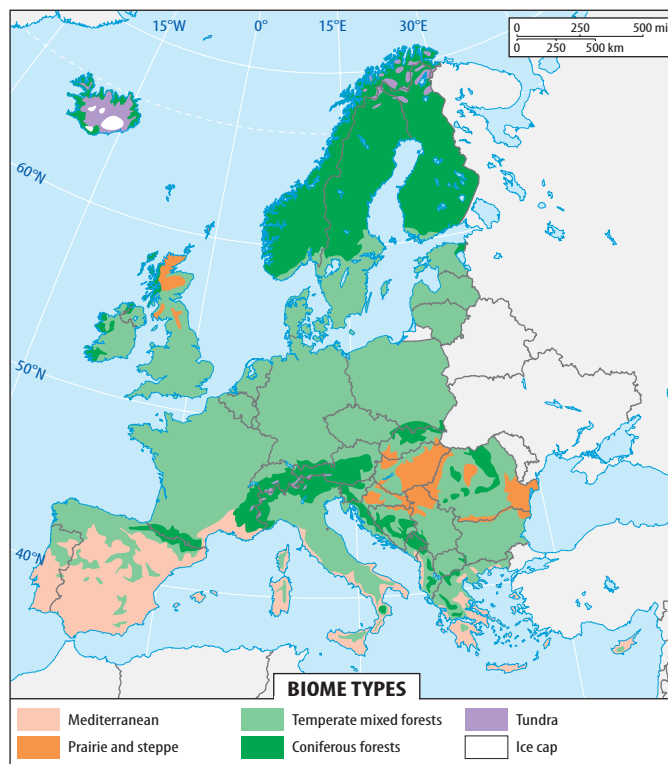 15°W 0° 15°E 30°E
0 250 500 mi
0 250 500 km
60°N
50°N
40°N
BIOME TYPES
Mediterranean
Temperate mixed forests
Tundra
Prairie and steppe
Coniferous forests
Ice cap